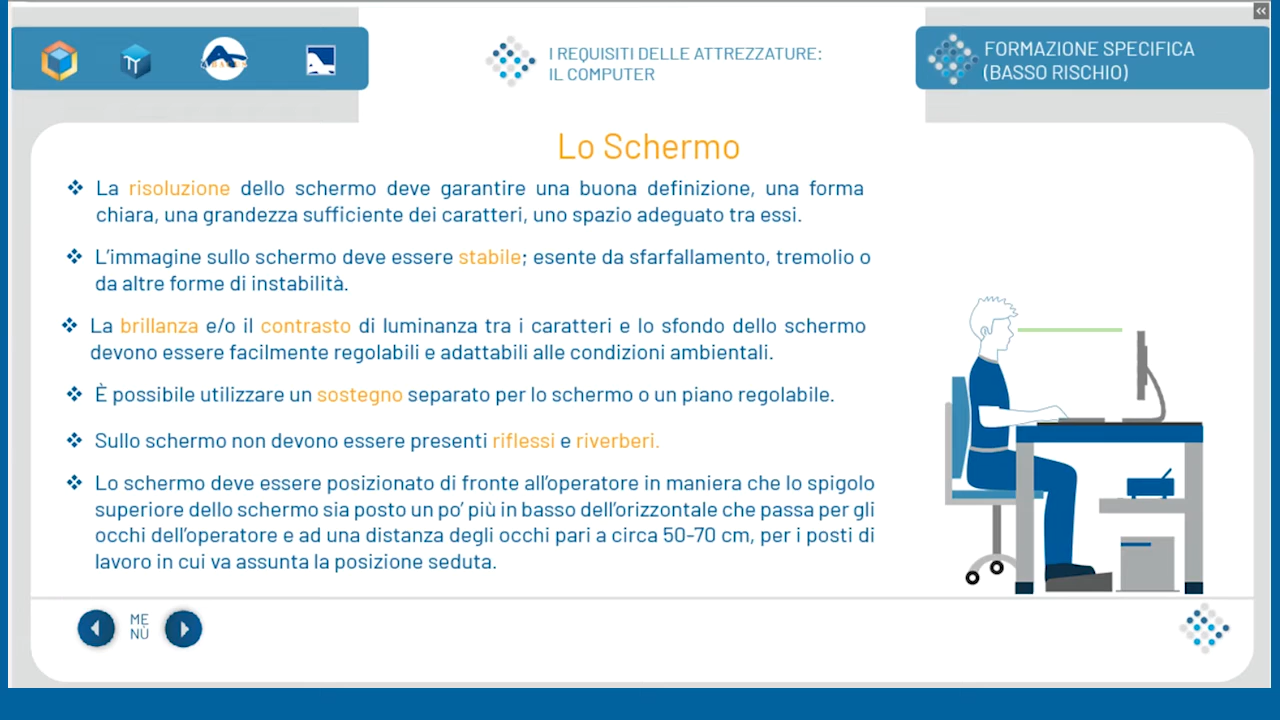 I REQUISITI DELLE ATTREZZATURE:
IL COMPUTER
FORMAZIONE SPECIFICA
(BASSO RISCHIO)
Lo Schermo
La risoluzione dello schermo deve garantire una buona definizione, una forma
chiara, una grandezza sufficiente dei caratteri, uno spazio adeguato tra essi.
L'immagine sullo schermo deve essere stabile; esente da sfarfallamento, tremolio o
da altre forme di instabilità.
La brillanza e/o il contrasto di luminanza tra i caratteri e lo sfondo dello schermo
devono essere facilmente regolabili e adattabili alle condizioni ambientali.
È possibile utilizzare un sostegno separato per lo schermo o un piano regolabile.
Sullo schermo non devono essere presenti riflessi e riverberi.
Lo schermo deve essere posizionato di fronte all'operatore in maniera che lo spigolo
superiore dello schermo sia posto un po' più in basso dell'orizzontale che passa per gli
occhi dell'operatore e ad una distanza degli occhi pari a circa 50-70 cm, per i posti di
lavoro in cui va assunta la posizione seduta.
ME
NÙ